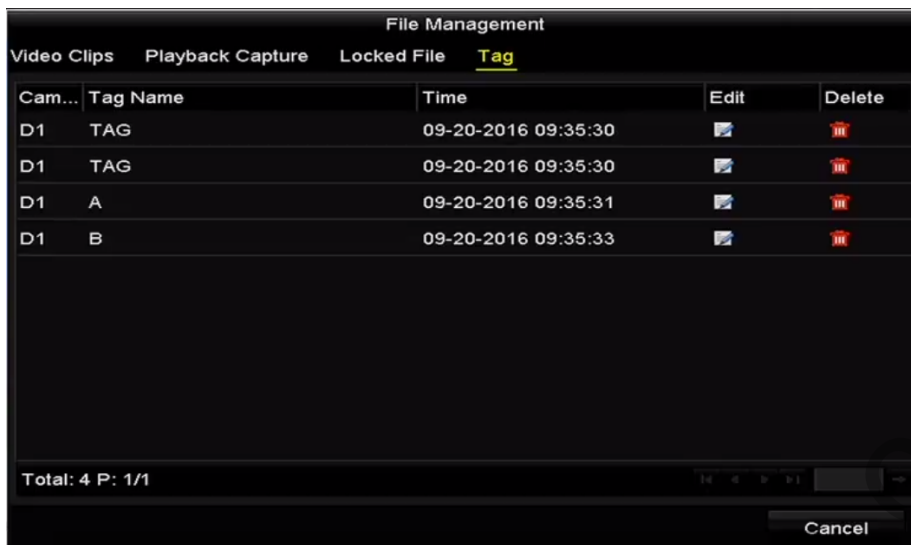 File Management
Video Clips Playback Capture Locked File Tag
Cam... Tag Name Time Edit Delete
D1 TAG 09-20-2016 09:35:30
D1 TAG 09-20-2016 09:35:30
D1 A 09-20-2016 09:35:31
D1 B 09-20-2016 09:35:33
Total: 4 P: 1/1
Cancel